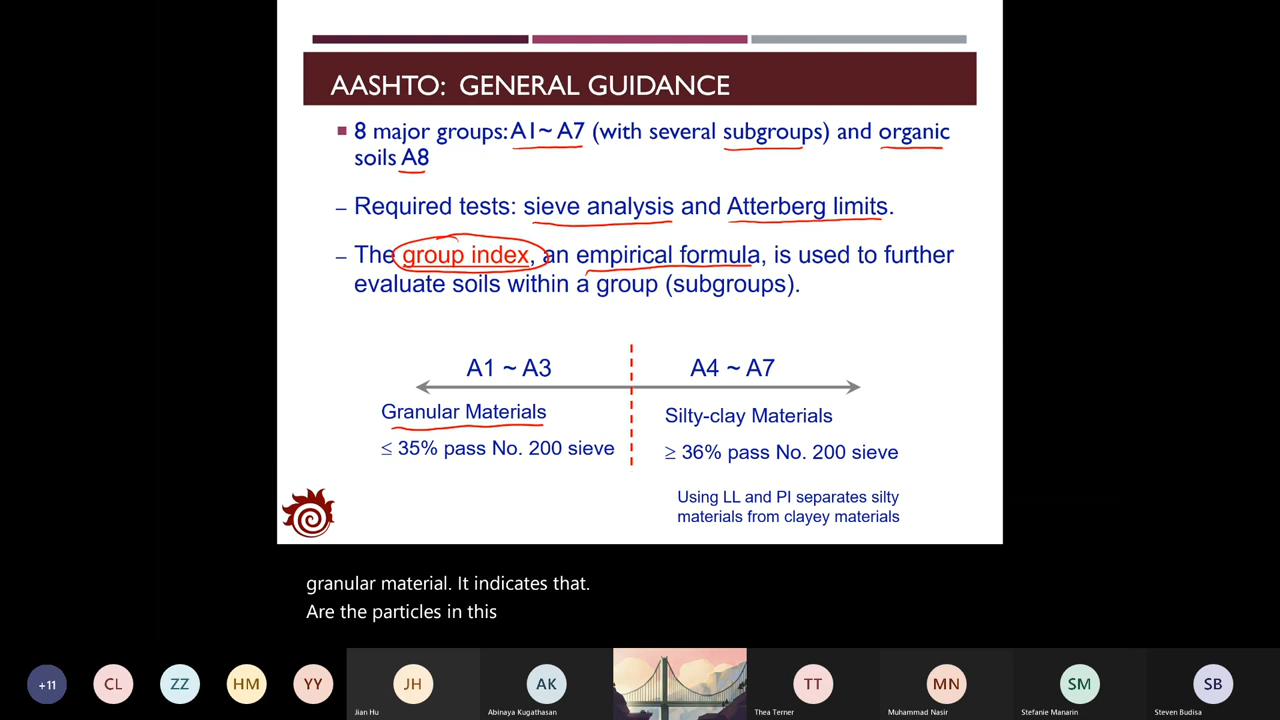 AASHTO: GENERAL GUIDANCE
8 major groups: A1~ A7 (with several subgroups) and organic
soils A8
– Required tests: sieve analysis and Atterberg limits.
– The group index, an empirical formula, is used to further
evaluate soils within a group (subgroups).
A1 ~ A3
A4 ~ A7
Granular Materials
Silty-clay Materials
≤ 35% pass No. 200 sieve
≥ 36% pass No. 200 sieve
Using LL and PI separates silty
materials from clayey materials
granular material. It indicates that.
Are the particles in this
+11
CL
ZZ
HM
YY
JH
AK
TT
MN
SM
SB
Jian Hu
Abinaya Kugathasan
Thea Terner
Muhammad Nasir
Stefanie Manarin
Steven Budisa